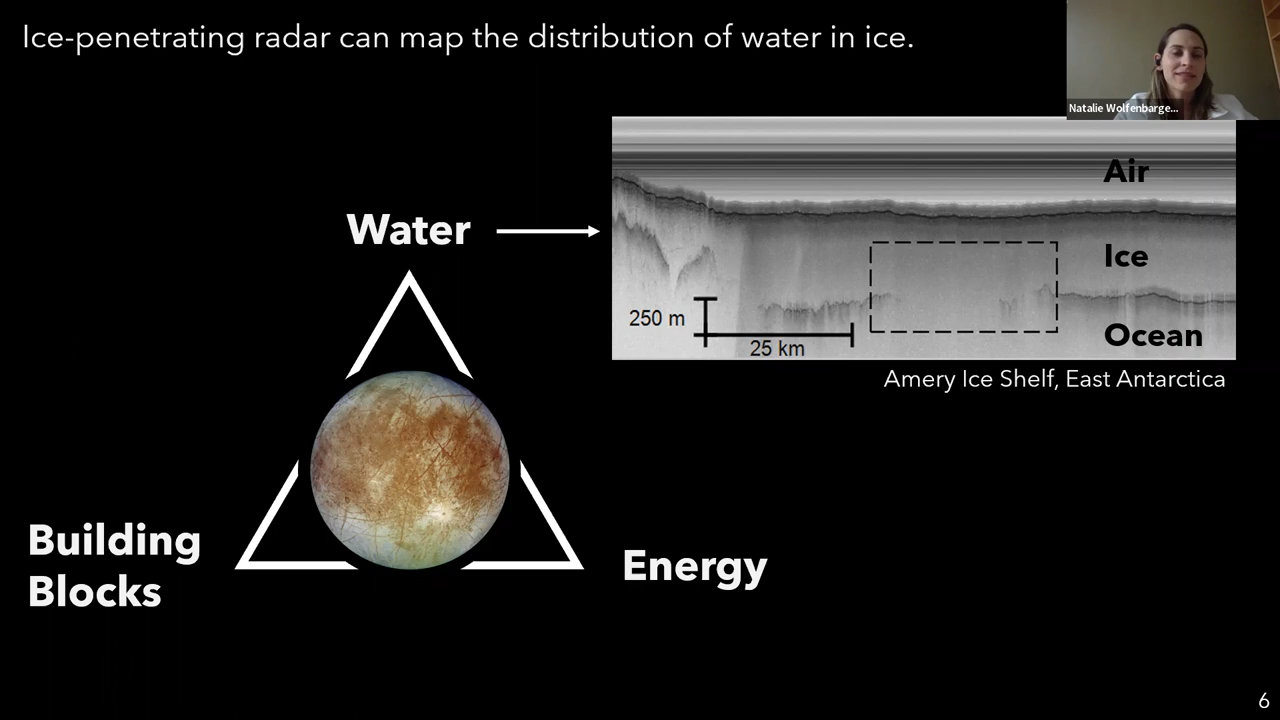 Ice-penetrating radar can map the distribution of water in ice.
Natalie Wolfenbarge...
Water
Air
Ice
250 m
25 km
Ocean
Amery Ice Shelf, East Antarctica
Building
Blocks
Energy
6